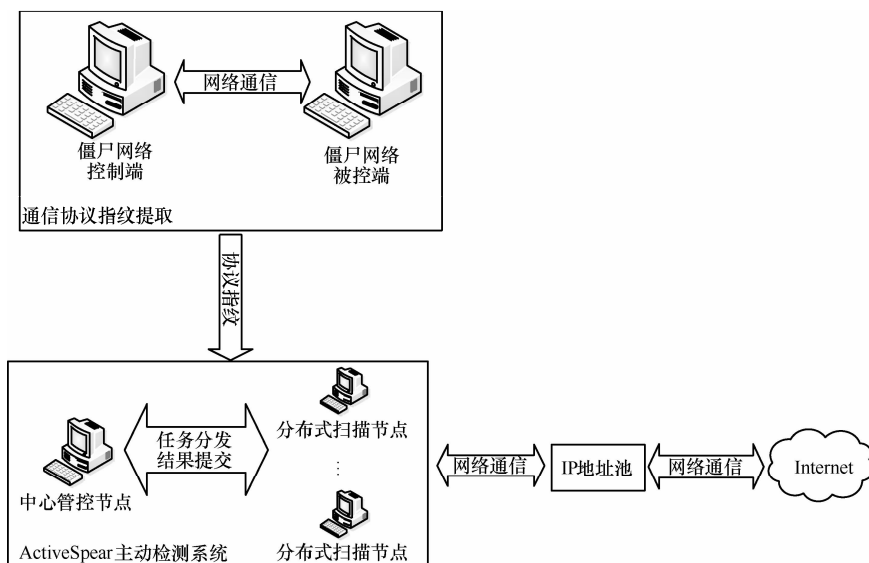 网络通信
僵尸网络
控制端
僵尸网络
被控端
通信协议指纹提取
协议指纹
分布式扫描节点
任务分发
结果提交
中心管控节点
⋮
分布式扫描节点
ActiveSpear主动检测系统
网络通信
IP地址池
网络通信
Internet